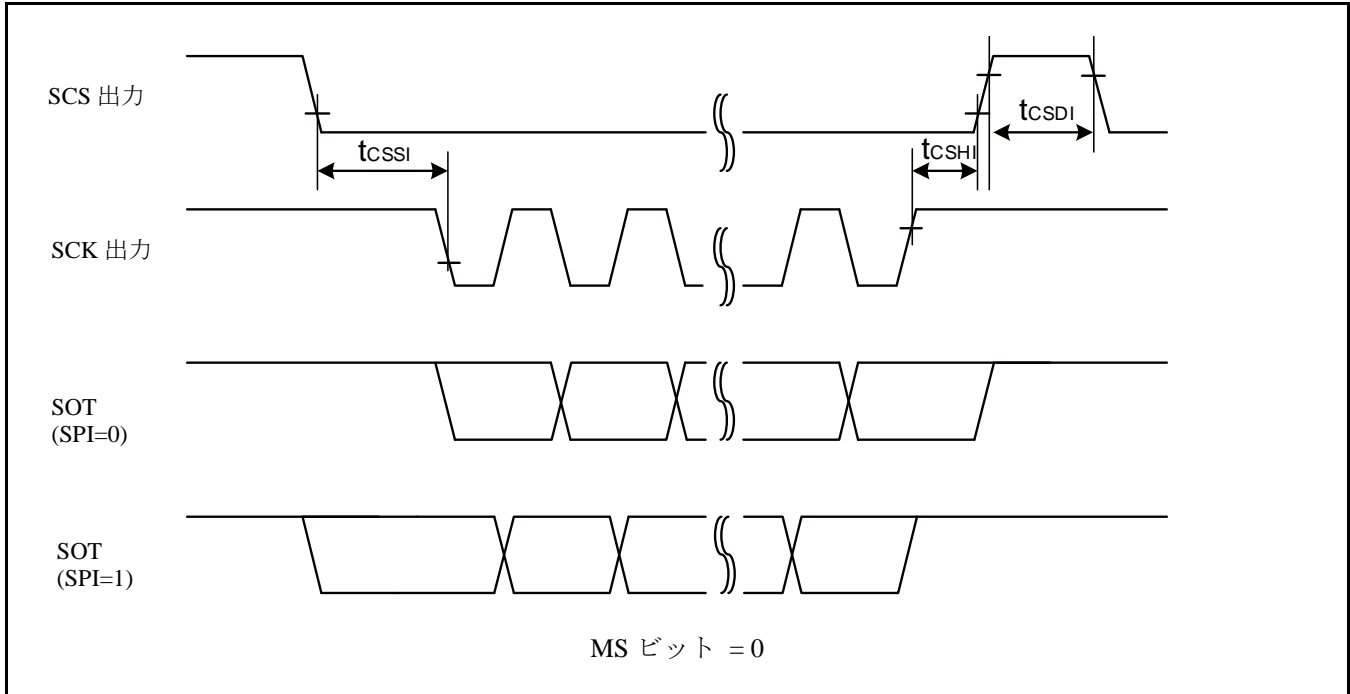 SCS 出力
tCSDI
tCSSI
tCSHI
SCK 出力
SOT
(SPI=0)
SOT
(SPI=1)
MS ビット = 0